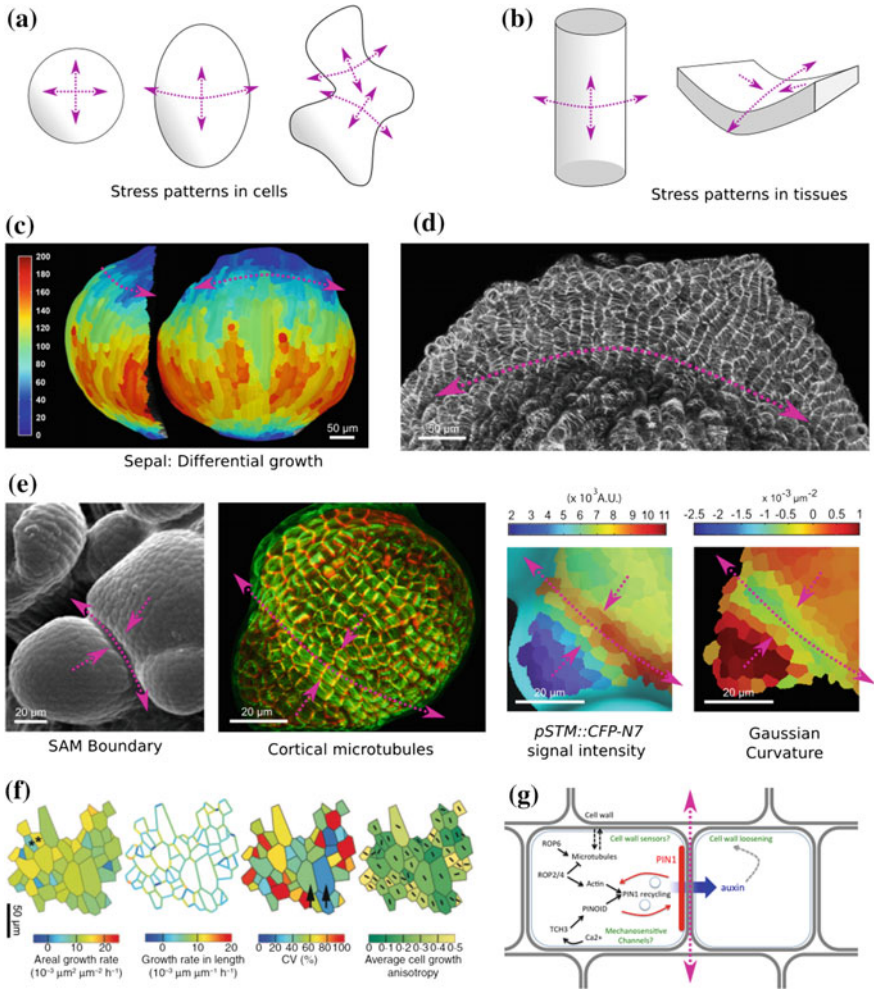 (a)
(b)
Stress patterns in cells
Stress patterns in tissues
(c)
(d)
200
180
160
140
120
100
80
60
40
20
0
50 µm
50 µm
Sepal: Differential growth
(e)
(x 10³A.U.)
2 3 4 5 6 7 8 9 10 11
x 10⁻³ µm⁻²
-2.5 -2 -1.5 -1 -0.5 0 0.5 1
20 µm
20 µm
20 µm
20 µm
SAM Boundary
Cortical microtubules
pSTM::CFP-N7
signal intensity
Gaussian
Curvature
(f)
(g)
* *
50 µm
0 10 20
Areal growth rate
(10⁻³ µm² µm⁻² h⁻¹)
0 10 20
Growth rate in length
(10⁻³ µm µm⁻¹ h⁻¹)
0 20 40 60 80 100
CV (%)
0 0·1 0·2 0·3 0·4 0·5
Average cell growth
anisotropy
Cell wall
Cell wall sensors?
Cell wall loosening
ROP6
Microtubules
PIN1
ROP2/4
Actin
PIN1 recycling
auxin
PINOID
TCH3
Mechanosensitive
Channels?
Ca2+